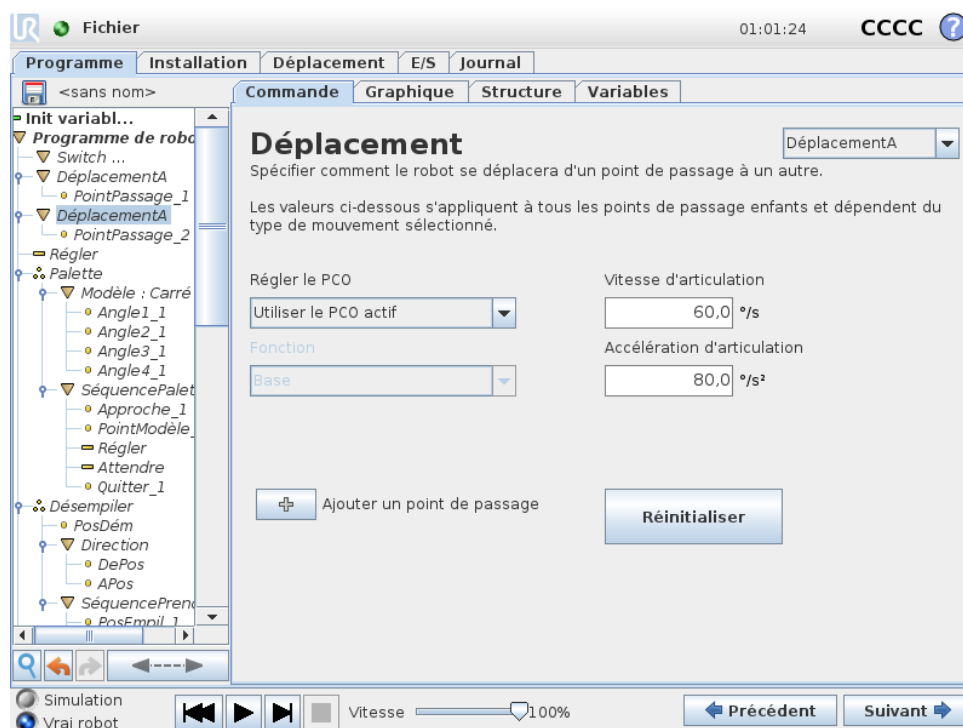 UR Fichier 01:01:24 CCCC ?
Programme Installation Déplacement E/S Journal
<sans nom> Commande Graphique Structure Variables
Init variabl...
Programme de robo
Switch ...
DéplacementA
PointPassage_1
DéplacementA
PointPassage_2
Régler
Palette
Modèle : Carré
Angle1_1
Angle2_1
Angle3_1
Angle4_1
SéquencePalet
Approche_1
PointModèle_
Régler
Attendre
Quitter_1
Désempiler
PosDém
Direction
DePos
APos
SéquencePren
PosEmpil_1
Déplacement
DéplacementA
Spécifier comment le robot se déplacera d'un point de passage à un autre.
Les valeurs ci-dessous s'appliquent à tous les points de passage enfants et dépendent du
type de mouvement sélectionné.
Régler le PCO
Utiliser le PCO actif
Fonction
Base
Vitesse d'articulation
60,0 °/s
Accélération d'articulation
80,0 °/s²
Ajouter un point de passage
Réinitialiser
Simulation
Vrai robot
Vitesse 100%
Précédent
Suivant